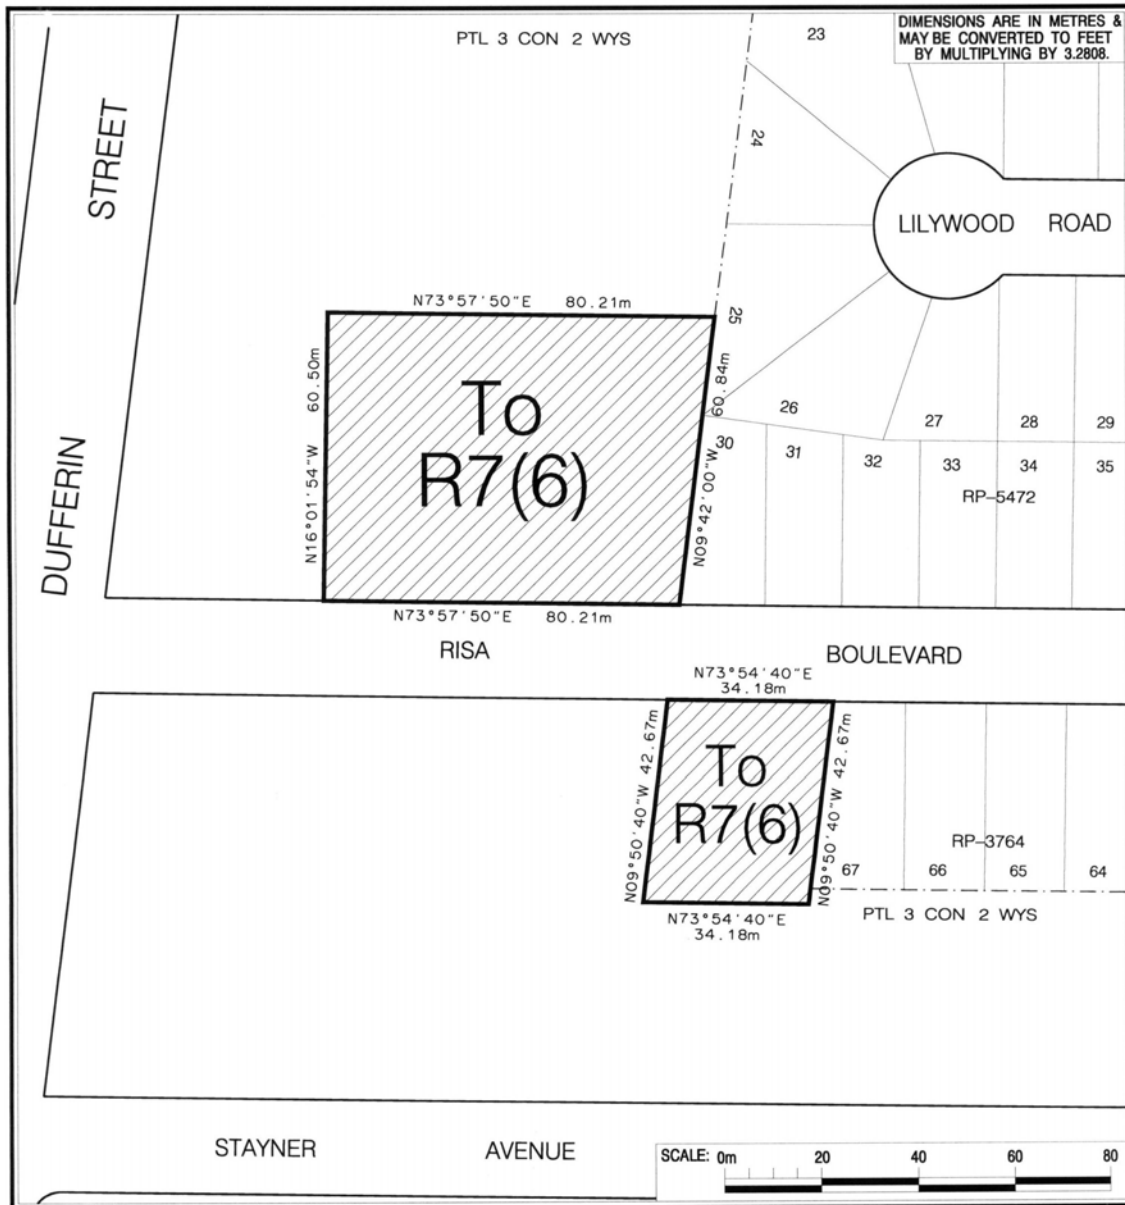 DIMENSIONS ARE IN METRES &
MAY BE CONVERTED TO FEET
BY MULTIPLYING BY 3.2808.
PTL 3 CON 2 WYS
23
24
DUFFERIN STREET
LILYWOOD ROAD
N73°57'50"E 80.21m
25
N16°01'54"W 60.50m
To
R7(6)
N09°42'00"W 60.84m
26
27
28
29
30
31
32
33
34
35
RP-5472
N73°57'50"E 80.21m
RISA BOULEVARD
N73°54'40"E
34.18m
N09°50'40"W 42.67m
To
R7(6)
N09°50'40"W 42.67m
RP-3764
67
66
65
64
N73°54'40"E
34.18m
PTL 3 CON 2 WYS
STAYNER AVENUE
SCALE: 0m 20 40 60 80